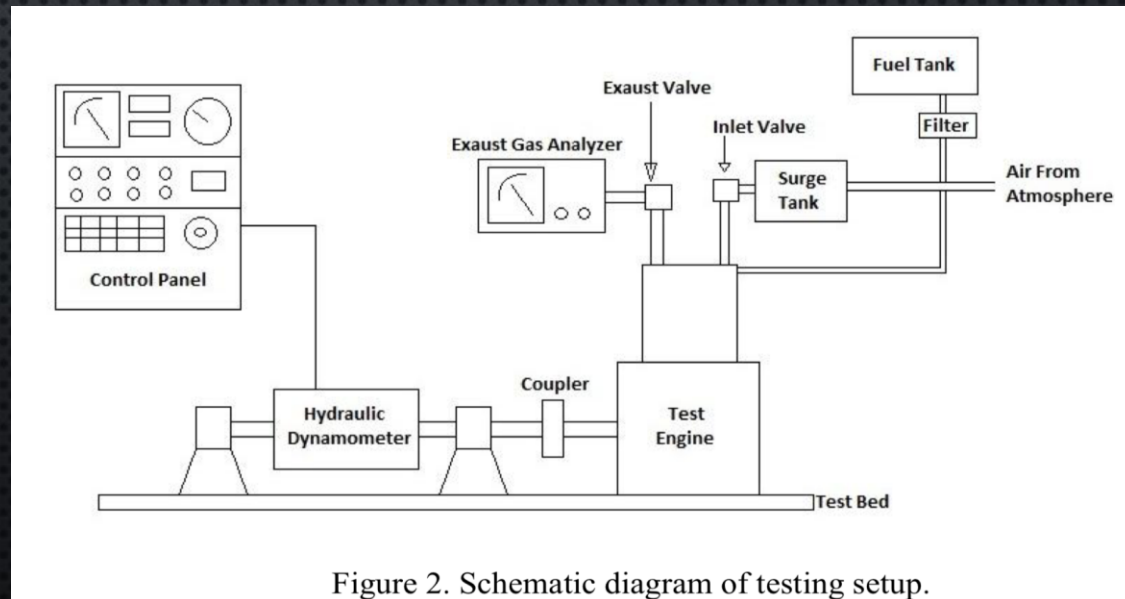 Fuel Tank
Exaust Valve
Filter
Inlet Valve
Exaust Gas Analyzer
Surge
Tank
Air From
Atmosphere
Control Panel
Coupler
Hydraulic
Dynamometer
Test
Engine
Test Bed
Figure 2. Schematic diagram of testing setup.